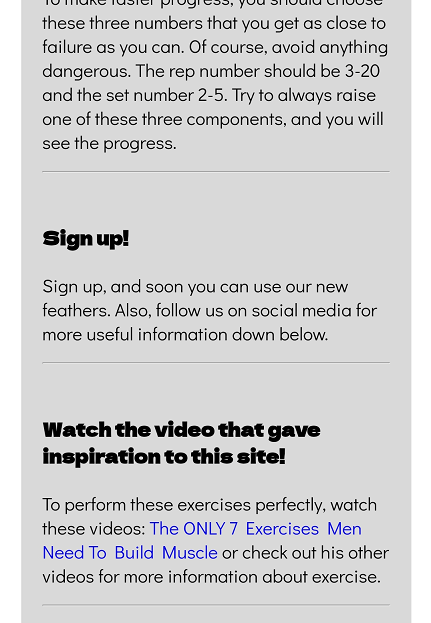 To make faster progress, you should choose
these three numbers that you get as close to
failure as you can. Of course, avoid anything
dangerous. The rep number should be 3-20
and the set number 2-5. Try to always raise
one of these three components, and you will
see the progress.
Sign up!
Sign up, and soon you can use our new
feathers. Also, follow us on social media for
more useful information down below.
Watch the video that gave
inspiration to this site!
To perform these exercises perfectly, watch
these videos: The ONLY 7 Exercises Men
Need To Build Muscle or check out his other
videos for more information about exercise.